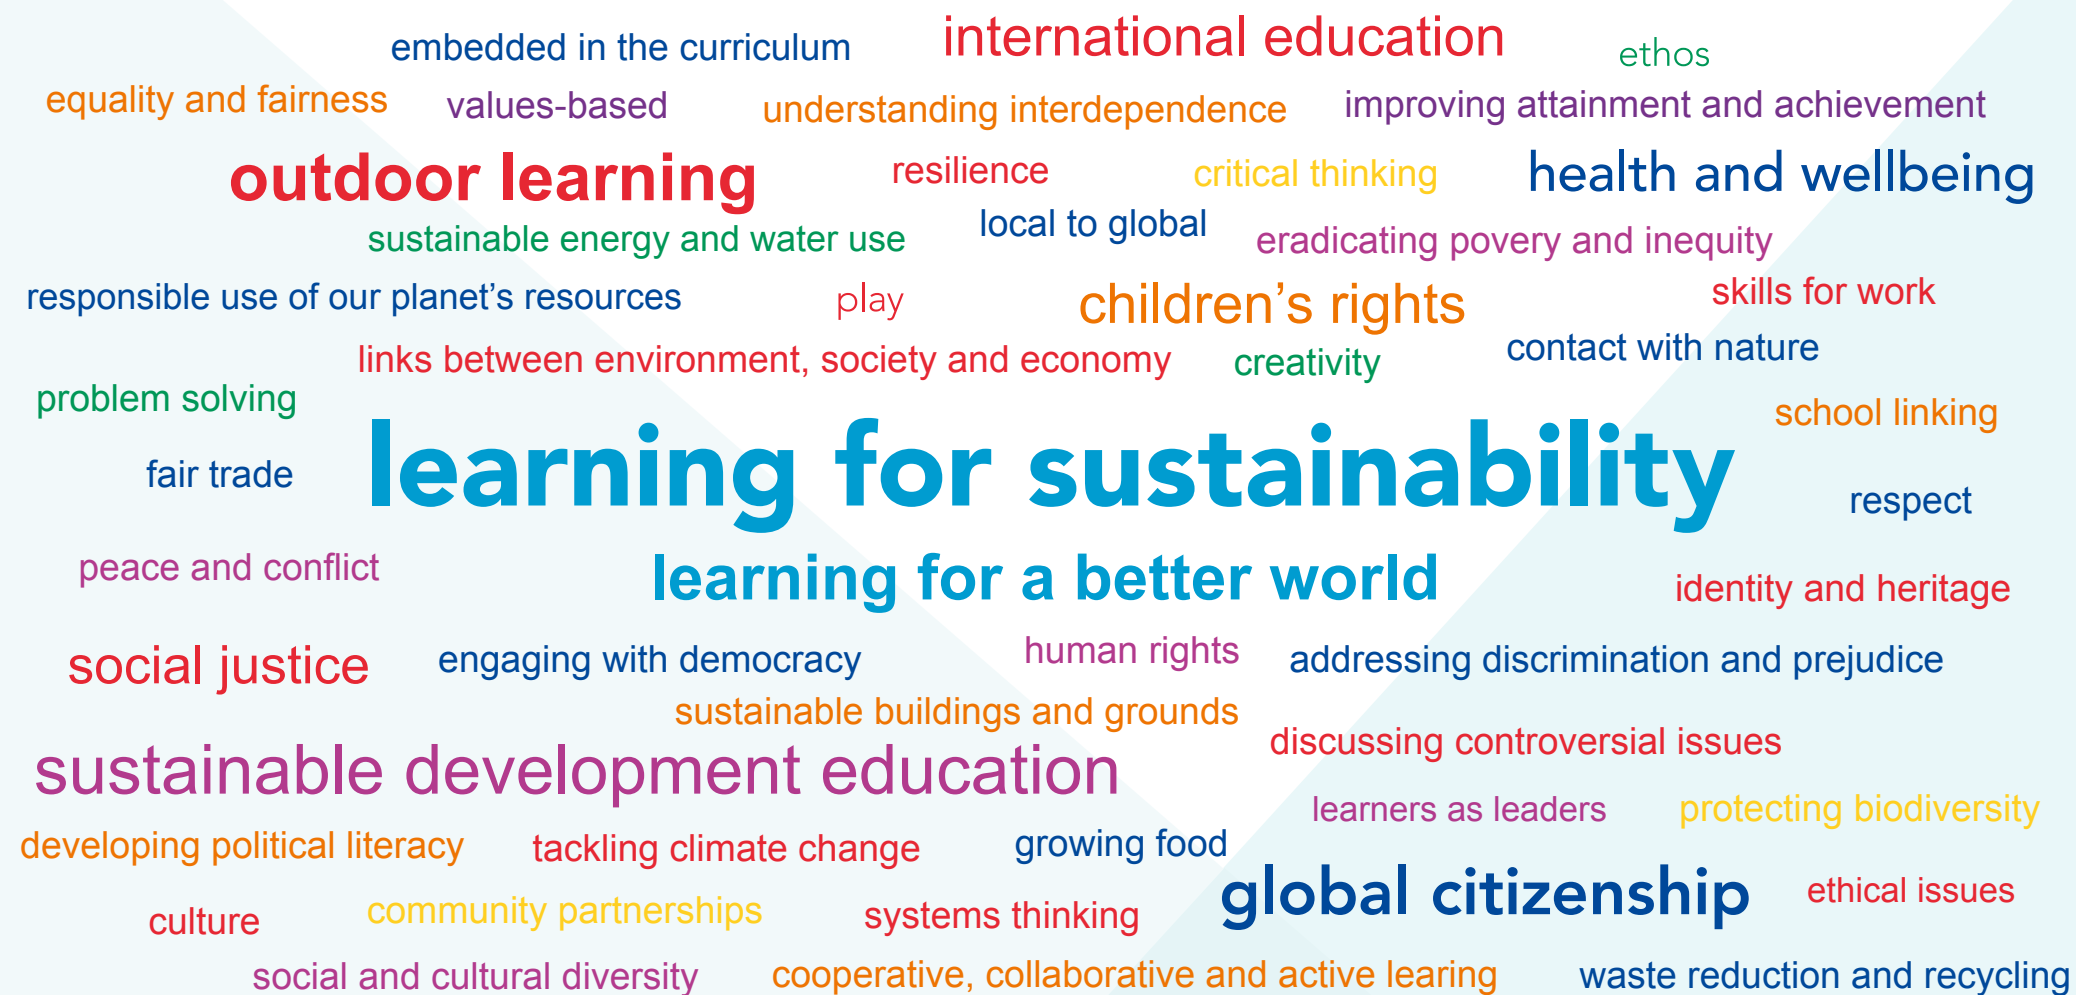 international education
embedded in the curriculum
ethos
equality and fairness
values-based
understanding interdependence
improving attainment and achievement
outdoor learning
resilience
critical thinking
health and wellbeing
sustainable energy and water use
local to global
eradicating povery and inequity
responsible use of our planet’s resources
play
children’s rights
skills for work
links between environment, society and economy
creativity
contact with nature
problem solving
school linking
fair trade
learning for sustainability
respect
peace and conflict
learning for a better world
identity and heritage
social justice
engaging with democracy
human rights
addressing discrimination and prejudice
sustainable buildings and grounds
discussing controversial issues
sustainable development education
learners as leaders
protecting biodiversity
developing political literacy
tackling climate change
growing food
global citizenship
ethical issues
culture
community partnerships
systems thinking
social and cultural diversity
cooperative, collaborative and active learing
waste reduction and recycling